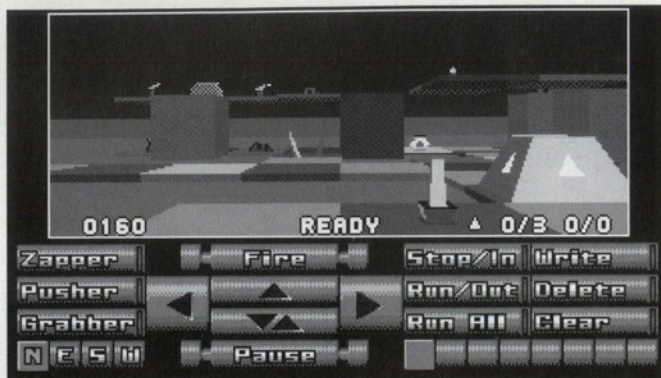 0160 READY 0/3 0/0
Zapper Fire Stop/In Write
Pusher Run/Out Delete
Grabber Run All Clear
N E S W Pause